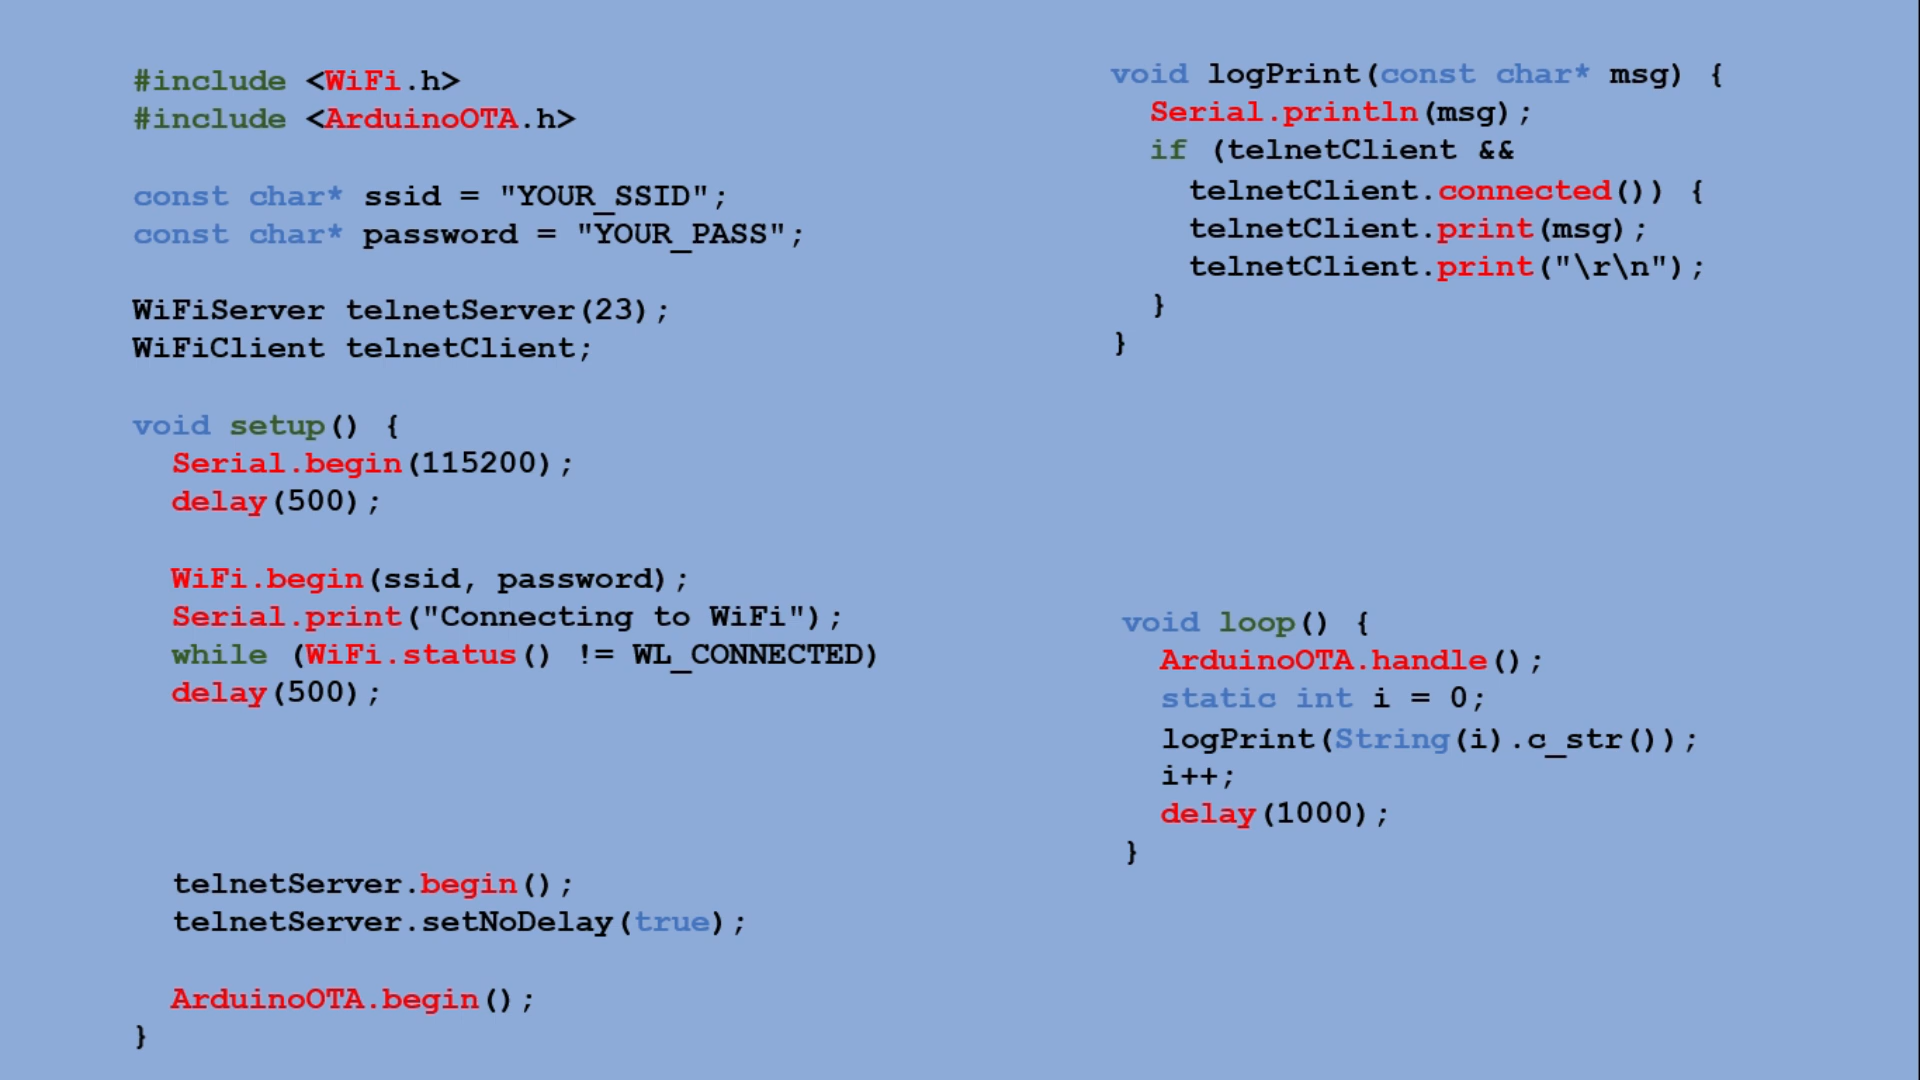 #include <WiFi.h>
#include <ArduinoOTA.h>
const char* ssid = "YOUR_SSID";
const char* password = "YOUR_PASS";
WiFiServer telnetServer(23);
WiFiClient telnetClient;
void setup() {
Serial.begin(115200);
delay(500);
WiFi.begin(ssid, password);
Serial.print("Connecting to WiFi");
while (WiFi.status() != WL_CONNECTED)
delay(500);
telnetServer.begin();
telnetServer.setNoDelay(true);
ArduinoOTA.begin();
}
void logPrint(const char* msg) {
Serial.println(msg);
if (telnetClient &&
telnetClient.connected()) {
telnetClient.print(msg);
telnetClient.print("\r\n");
}
}
void loop() {
ArduinoOTA.handle();
static int i = 0;
logPrint(String(i).c_str());
i++;
delay(1000);
}